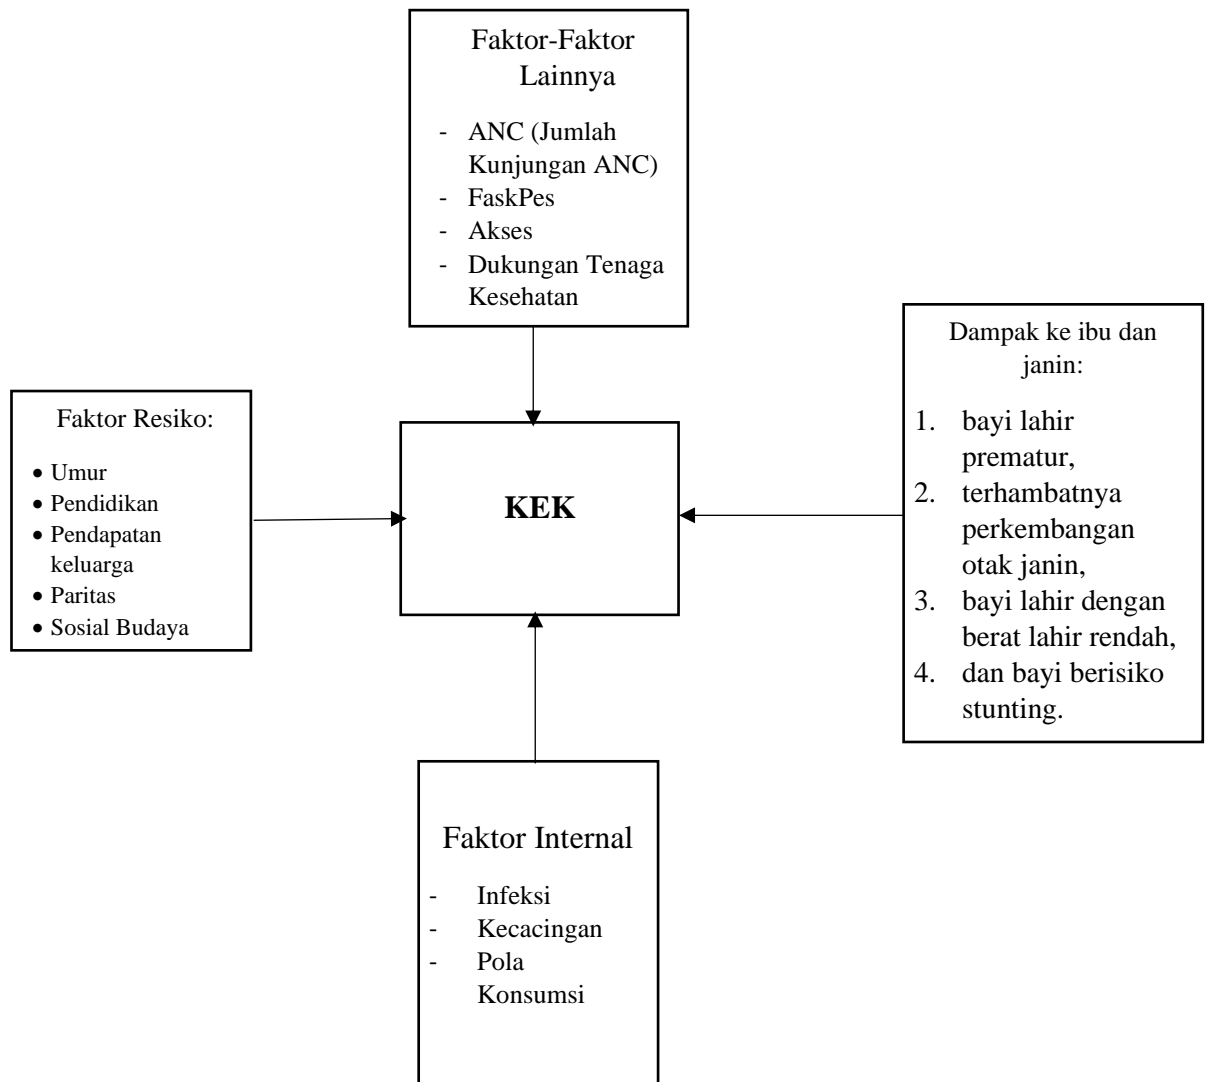 Faktor-Faktor
Lainnya
- ANC (Jumlah
Kunjungan ANC)
- FaskPes
- Akses
- Dukungan Tenaga
Kesehatan
Faktor Resiko:
• Umur
• Pendidikan
• Pendapatan
keluarga
• Paritas
• Sosial Budaya
KEK
Dampak ke ibu dan
janin:
1. bayi lahir
prematur,
2. terhambatnya
perkembangan
otak janin,
3. bayi lahir dengan
berat lahir rendah,
4. dan bayi berisiko
stunting.
Faktor Internal
- Infeksi
- Kecacingan
- Pola
Konsumsi